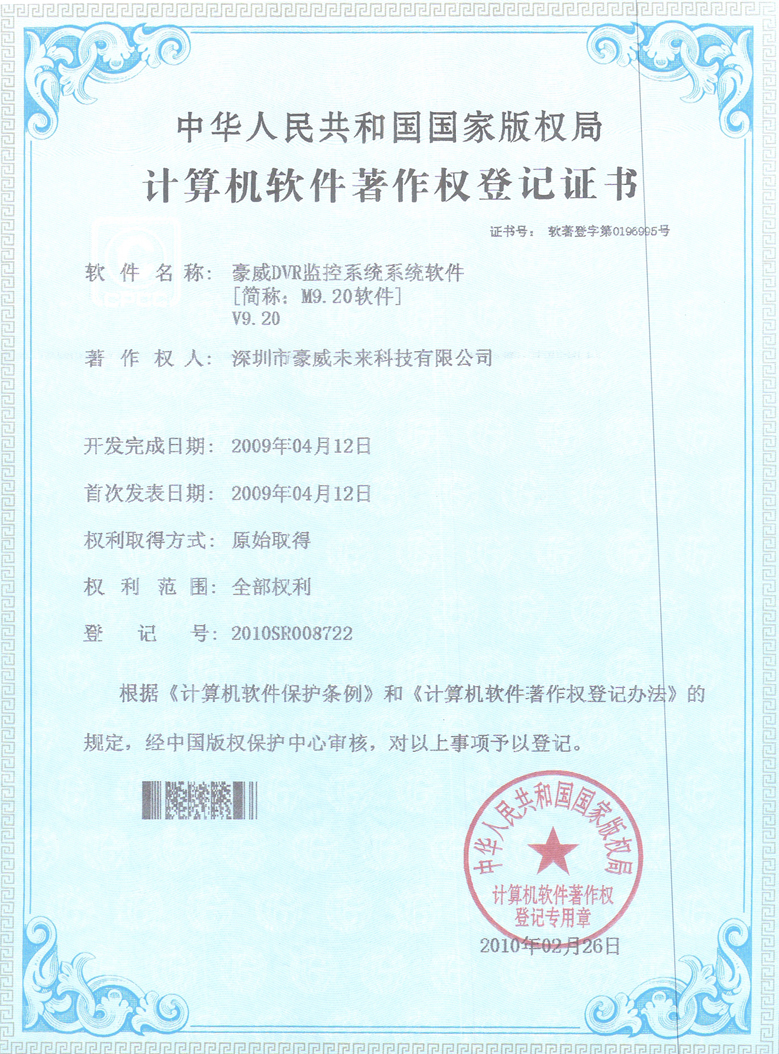 中华人民共和国国家版权局
计算机软件著作权登记证书
证书号： 软著登字第0196995号
CPCC
软件名称： 豪威DVR监控系统系统软件
[简称：M9.20软件]
V9.20
著作权人： 深圳市豪威未来科技有限公司
开发完成日期： 2009年04月12日
首次发表日期： 2009年04月12日
权利取得方式： 原始取得
权利范围： 全部权利
登记号： 2010SR008722
根据《计算机软件保护条例》和《计算机软件著作权登记办法》的
规定，经中国版权保护中心审核，对以上事项予以登记。
中华人民共和国国家版权局
计算机软件著作权
登记专用章
2010年02月26日